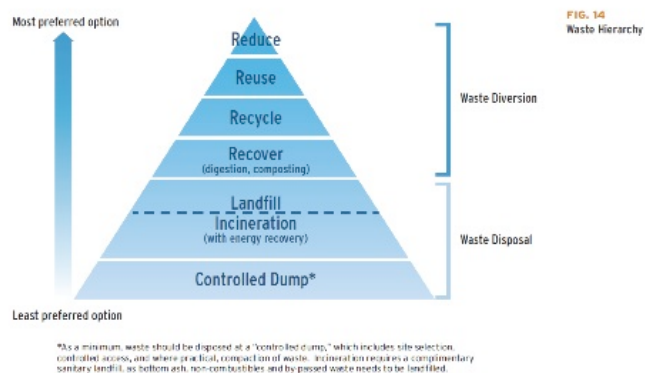 Most preferred option
FIG. 14
Waste Hierarchy
Reduce
Reuse
Recycle
Recover
(digestion, composting)
Waste Diversion
Landfill
Incineration
(with energy recovery)
Controlled Dump*
Waste Disposal
Least preferred option
*As a minimum, waste should be disposed at a "controlled dump," which includes site selection,
controlled access, and where practical, compaction of waste. Incineration requires a complimentary
sanitary landfill, as bottom ash, non-combustibles and by-passed waste needs to be landfilled.